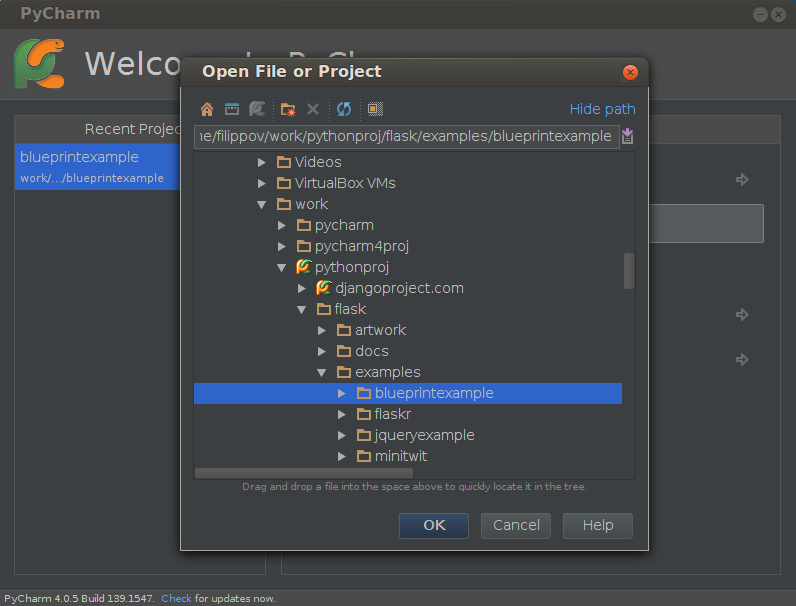 PyCharm
Welco
Open File or Project
Hide path
ne/filippov/work/pythonproj/flask/examples/blueprintexample
Recent Projec
blueprintexample
work/.../blueprintexample
Videos
VirtualBox VMs
work
pycharm
pycharm4proj
pythonproj
djangoproject.com
flask
artwork
docs
examples
blueprintexample
flaskr
jqueryexample
minitwit
Drag and drop a file into the space above to quickly locate it in the tree.
OK
Cancel
Help
PyCharm 4.0.5 Build 139.1547. Check for updates now.